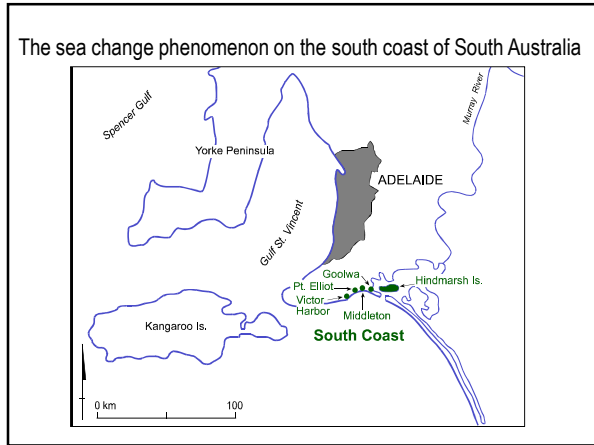 The sea change phenomenon on the south coast of South Australia
Spencer Gulf
Murray River
Yorke Peninsula
ADELAIDE
Gulf St. Vincent
Goolwa
Hindmarsh Is.
Pt. Elliot
Victor
Harbor
Middleton
Kangaroo Is.
South Coast
0 km 100